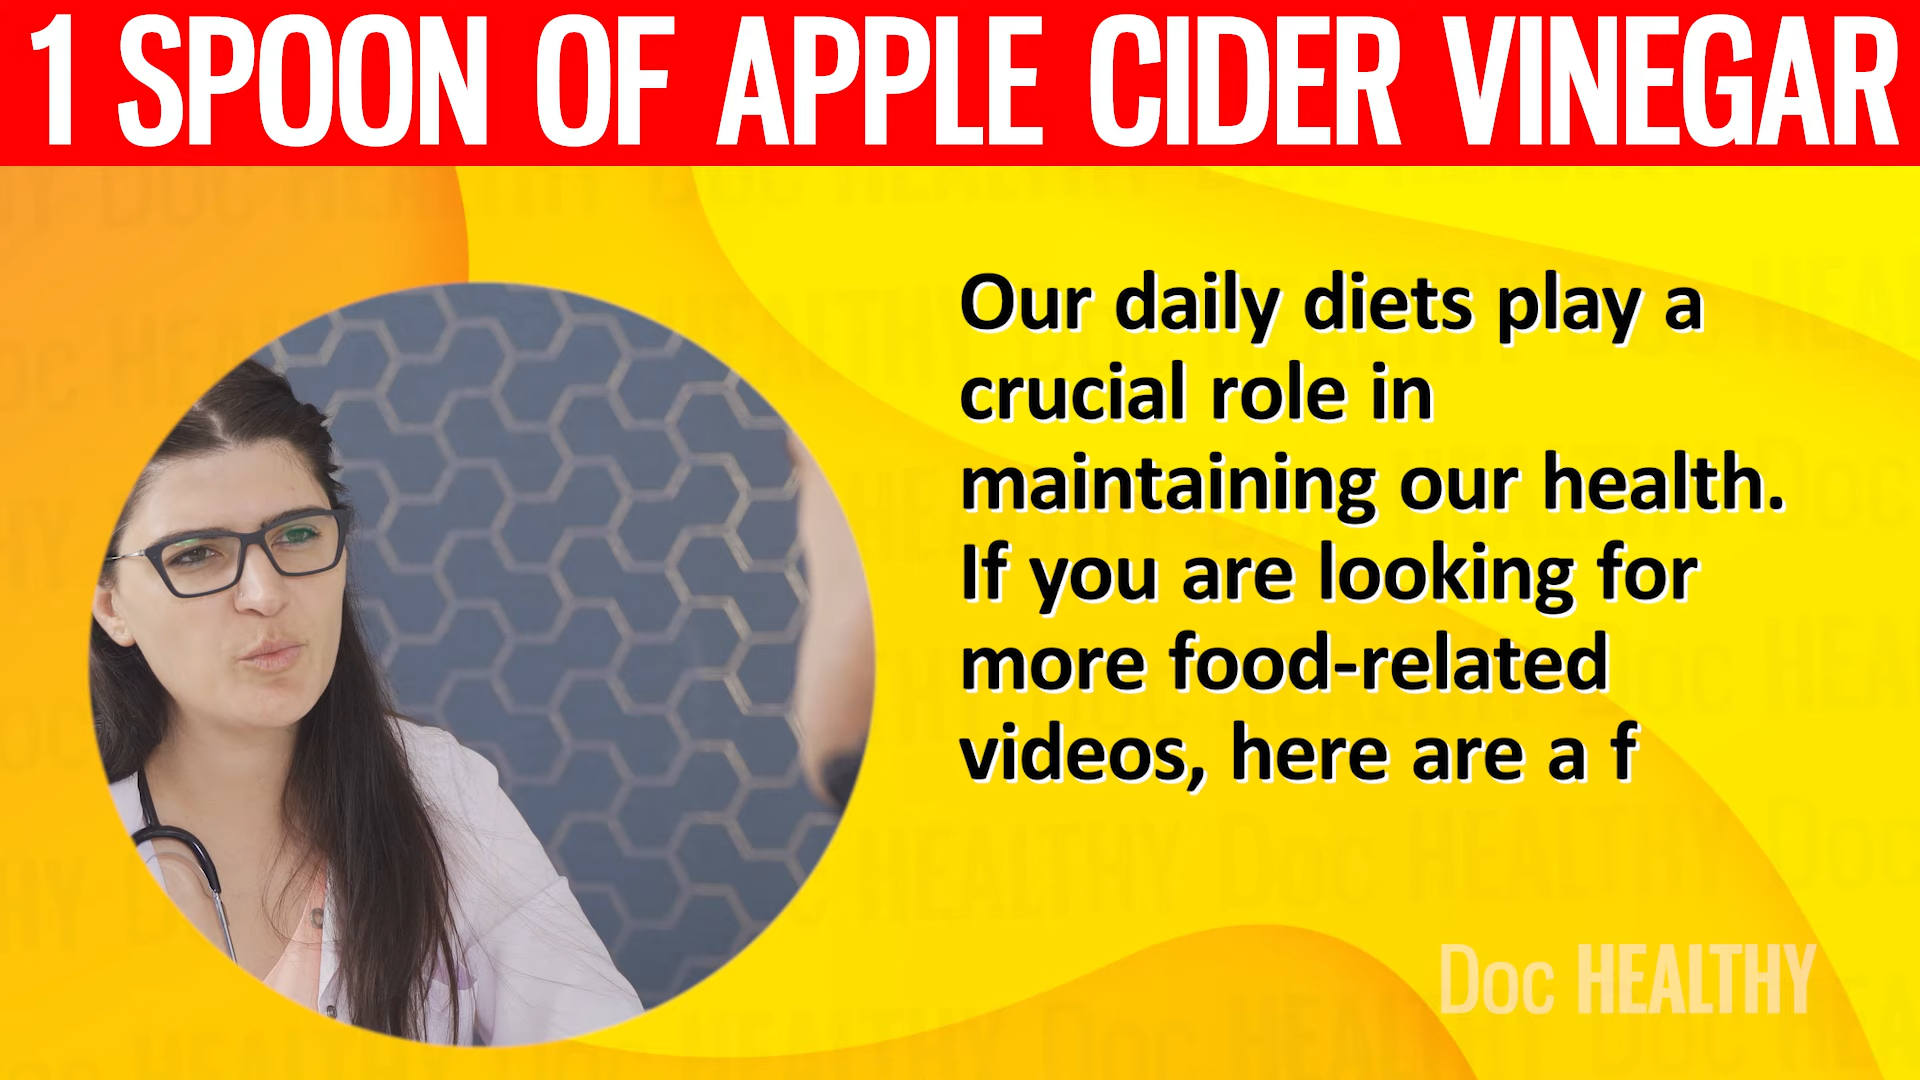 1 SPOON OF APPLE CIDER VINEGAR
Our daily diets play a
crucial role in
maintaining our health.
If you are looking for
more food-related
videos, here are a f
Doc HEALTHY